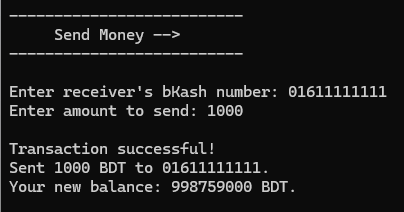 --------------------------
Send Money -->
--------------------------
Enter receiver's bKash number: 01611111111
Enter amount to send: 1000
Transaction successful!
Sent 1000 BDT to 01611111111.
Your new balance: 998759000 BDT.